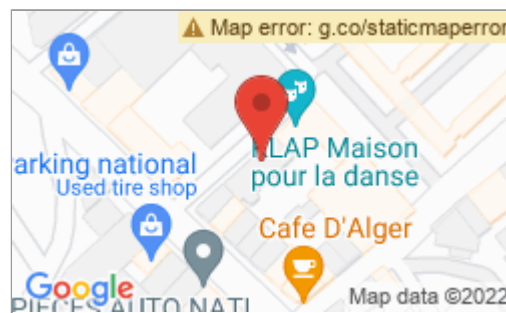 Map error: g.co/staticmaperror
KLAP Maison
pour la danse
arking national
Used tire shop
Cafe D'Alger
Google
PIECES AUTO NATI
Map data ©2022